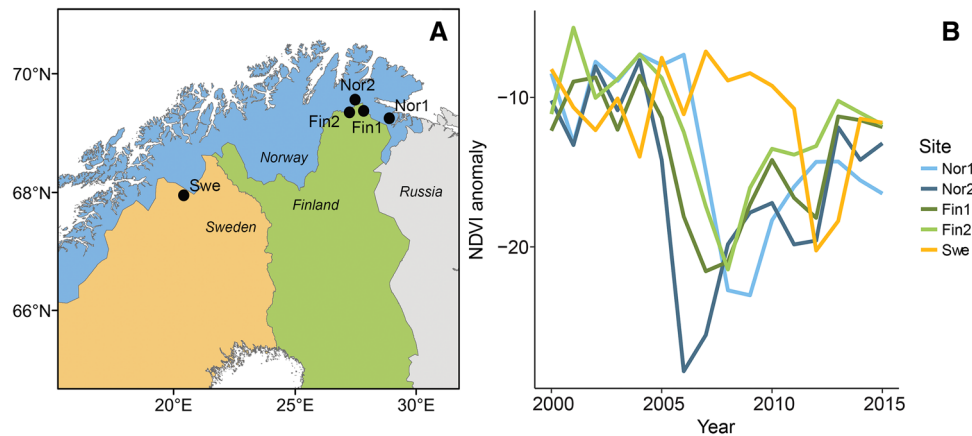 A
70°N
68°N
66°N
20°E
25°E
30°E
Nor2
Nor1
Fin2
Fin1
Swe
Norway
Finland
Sweden
Russia
B
NDVI anomaly
−10
−20
2000
2005
2010
2015
Year
Site
Nor1
Nor2
Fin1
Fin2
Swe